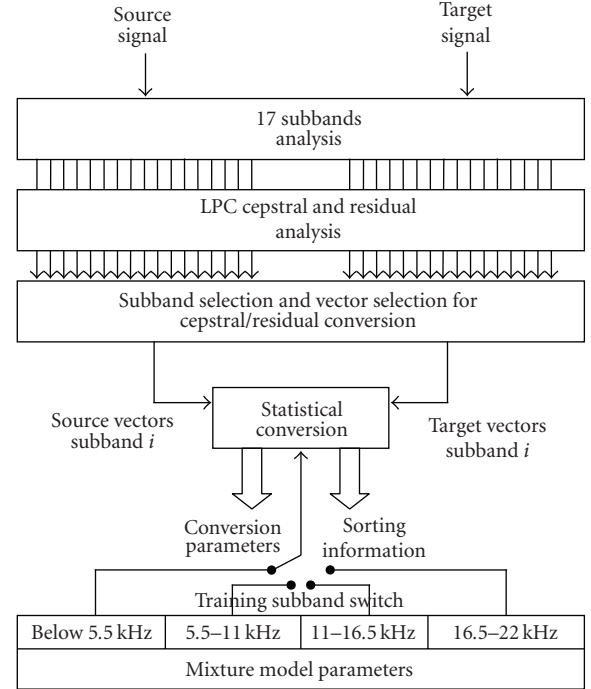 Source
signal
Target
signal
17 subbands
analysis
LPC cepstral and residual
analysis
Subband selection and vector selection for
cepstral/residual conversion
Source vectors
subband i
Statistical
conversion
Target vectors
subband i
Conversion
parameters
Sorting
information
Training subband switch
Below 5.5 kHz
5.5–11 kHz
11–16.5 kHz
16.5–22 kHz
Mixture model parameters